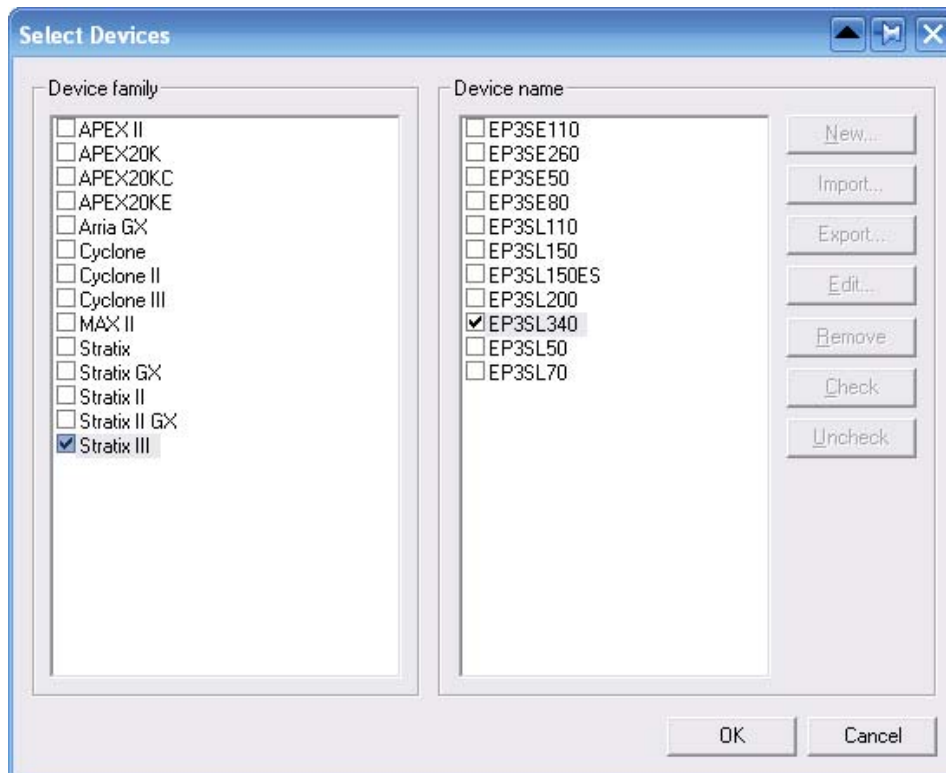 Select Devices
Device family
APEX II
APEX20K
APEX20KC
APEX20KE
Arria GX
Cyclone
Cyclone II
Cyclone III
MAX II
Stratix
Stratix GX
Stratix II
Stratix II GX
Stratix III
Device name
EP3SE110
EP3SE260
EP3SE50
EP3SE80
EP3SL110
EP3SL150
EP3SL150ES
EP3SL200
EP3SL340
EP3SL50
EP3SL70
New...
Import...
Export...
Edit...
Remove
Check
Uncheck
OK
Cancel